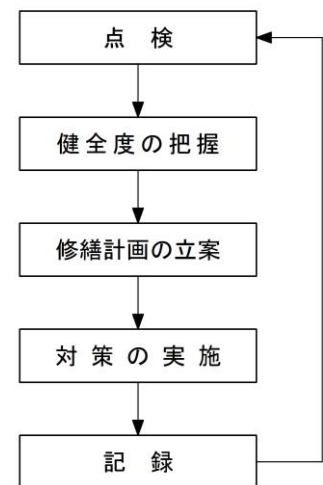 点検
健全度の把握
修繕計画の立案
対策の実施
記録